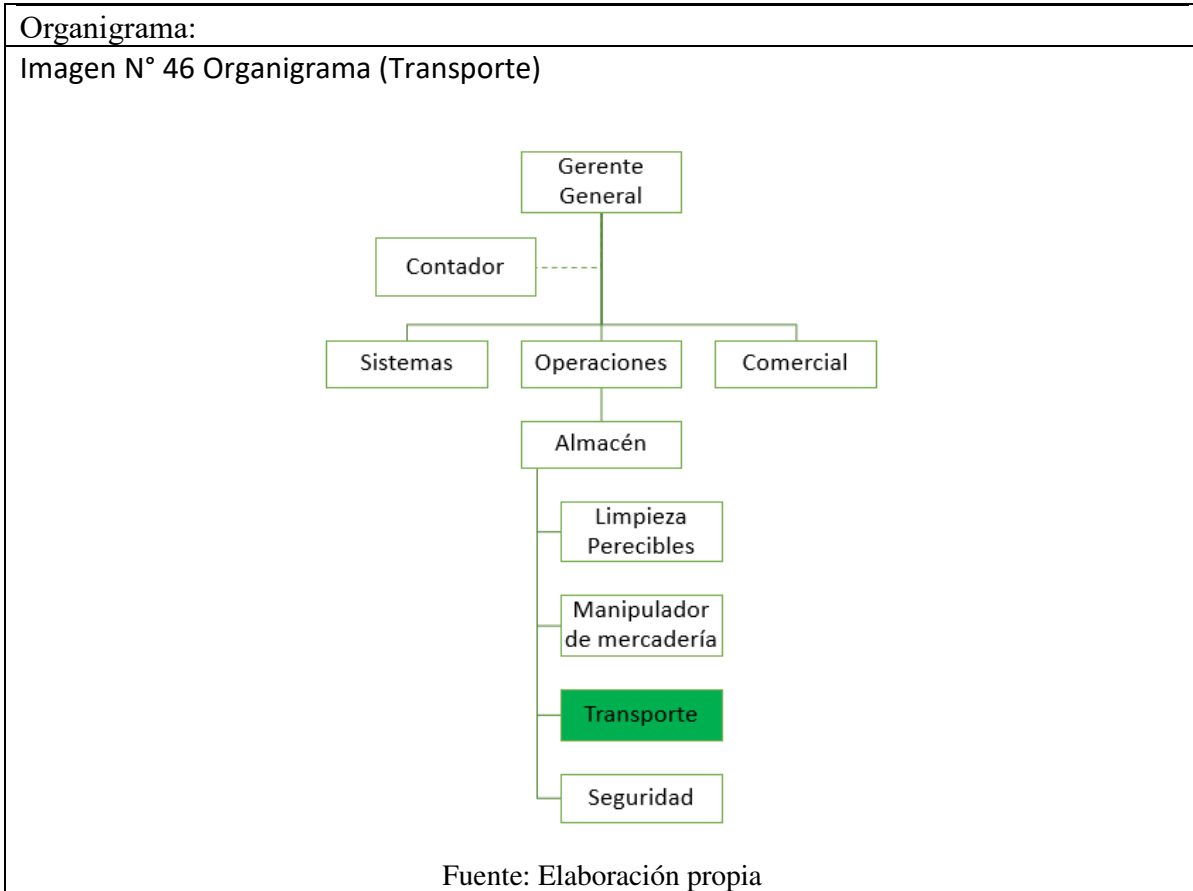 Organigrama:
Imagen N° 46 Organigrama (Transporte)
Gerente
General
Contador
Sistemas
Operaciones
Comercial
Almacén
Limpieza
Perecibles
Manipulador
de mercadería
Transporte
Seguridad
Fuente: Elaboración propia